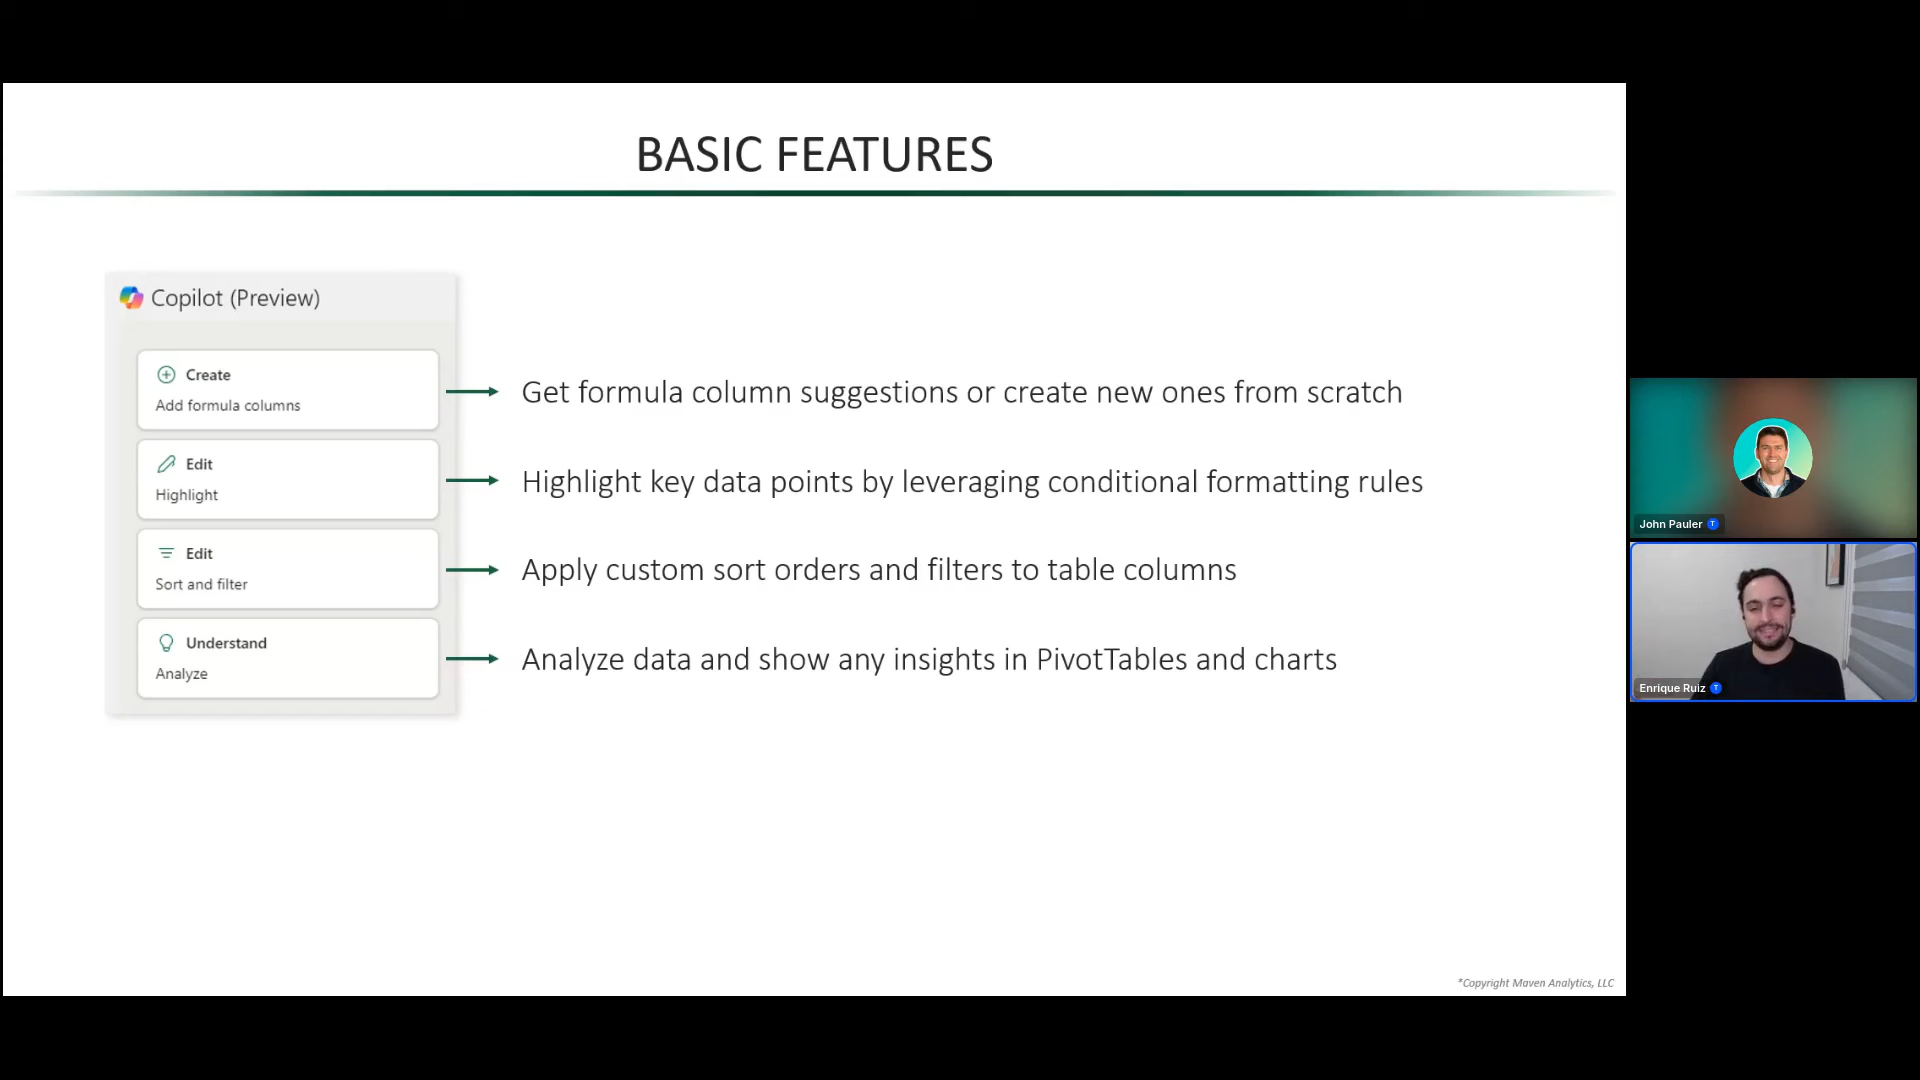 BASIC FEATURES
Copilot (Preview)
Create
Add formula columns
Get formula column suggestions or create new ones from scratch
Edit
Highlight
Highlight key data points by leveraging conditional formatting rules
Edit
Sort and filter
Apply custom sort orders and filters to table columns
Understand
Analyze
Analyze data and show any insights in PivotTables and charts
*Copyright Maven Analytics, LLC
John Pauler T
Enrique Ruiz T